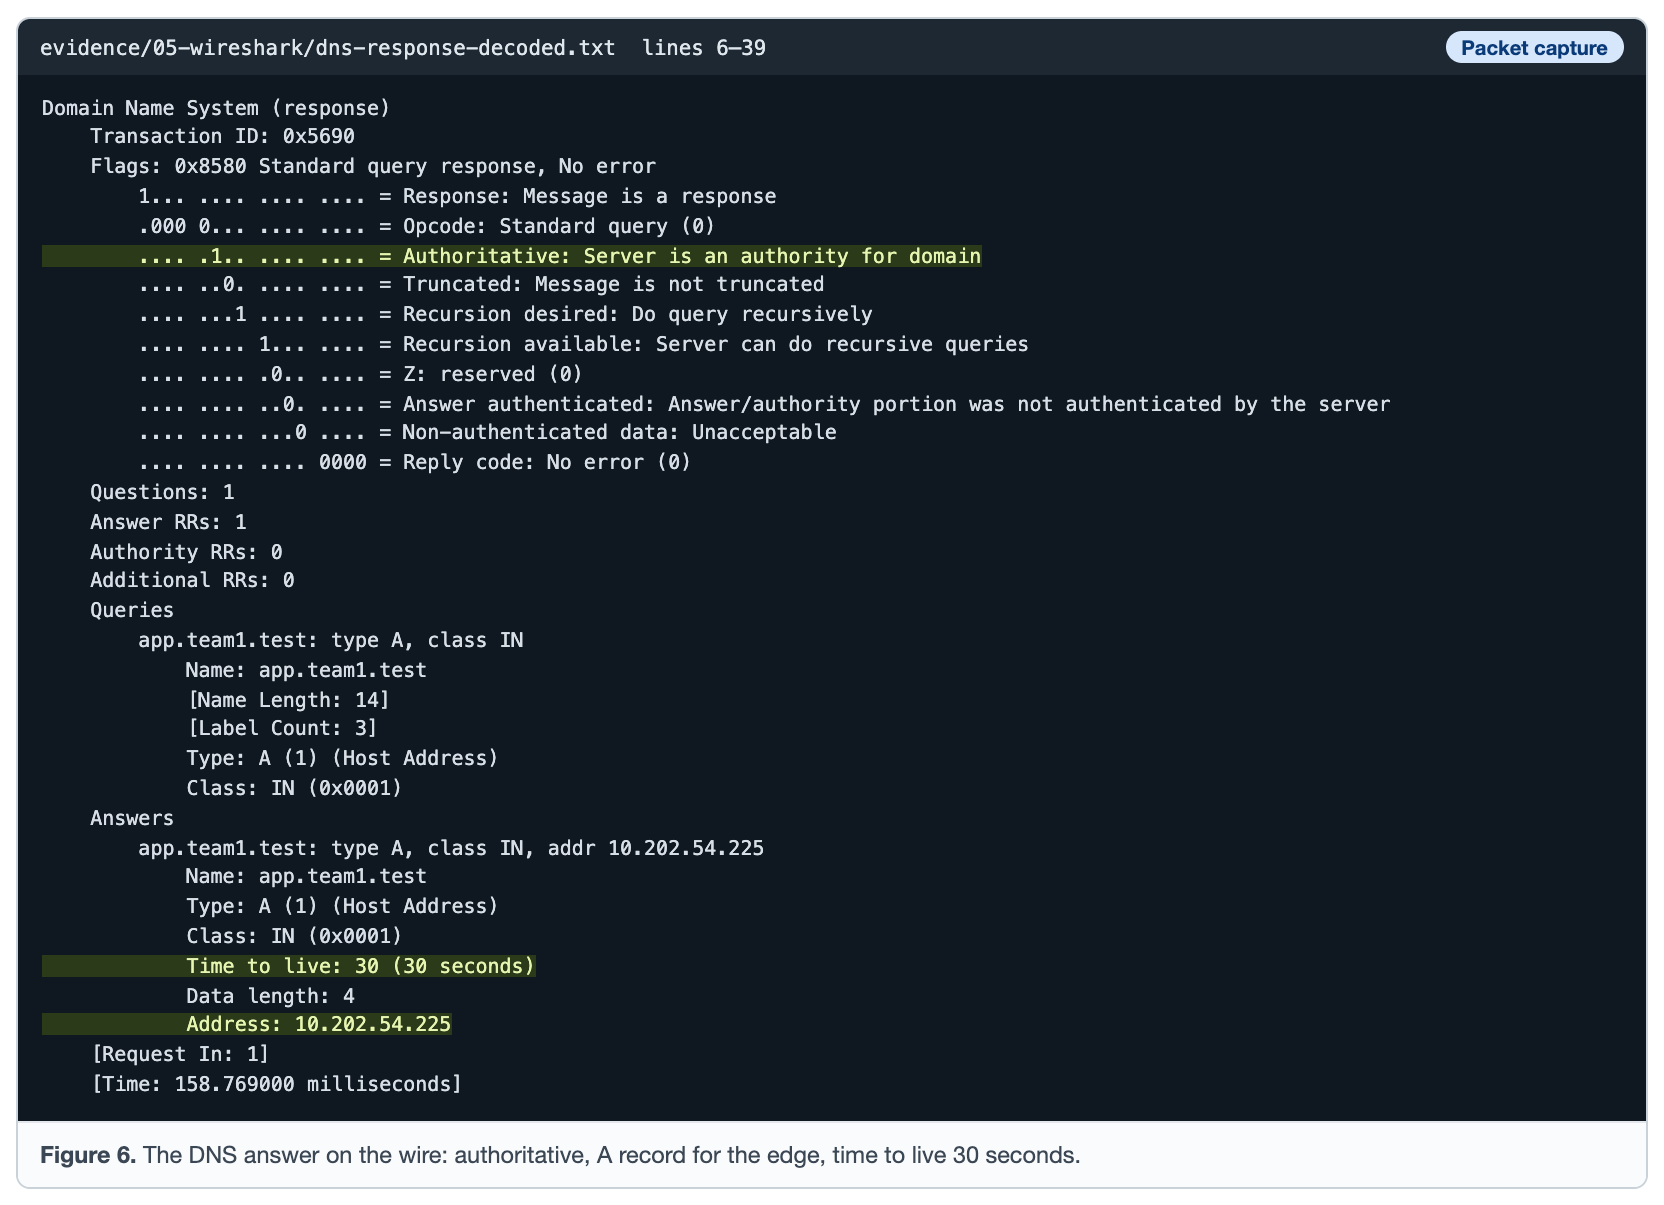 evidence/05-wireshark/dns-response-decoded.txt  lines 6–39
Packet capture
Domain Name System (response)
    Transaction ID: 0x5690
    Flags: 0x8580 Standard query response, No error
        1... .... .... .... = Response: Message is a response
        .000 0... .... .... = Opcode: Standard query (0)
        .... .1.. .... .... = Authoritative: Server is an authority for domain
        .... ..0. .... .... = Truncated: Message is not truncated
        .... ...1 .... .... = Recursion desired: Do query recursively
        .... .... 1... .... = Recursion available: Server can do recursive queries
        .... .... .0.. .... = Z: reserved (0)
        .... .... ..0. .... = Answer authenticated: Answer/authority portion was not authenticated by the server
        .... .... ...0 .... = Non-authenticated data: Unacceptable
        .... .... .... 0000 = Reply code: No error (0)
    Questions: 1
    Answer RRs: 1
    Authority RRs: 0
    Additional RRs: 0
    Queries
        app.team1.test: type A, class IN
            Name: app.team1.test
            [Name Length: 14]
            [Label Count: 3]
            Type: A (1) (Host Address)
            Class: IN (0x0001)
    Answers
        app.team1.test: type A, class IN, addr 10.202.54.225
            Name: app.team1.test
            Type: A (1) (Host Address)
            Class: IN (0x0001)
            Time to live: 30 (30 seconds)
            Data length: 4
            Address: 10.202.54.225
    [Request In: 1]
    [Time: 158.769000 milliseconds]
Figure 6. The DNS answer on the wire: authoritative, A record for the edge, time to live 30 seconds.